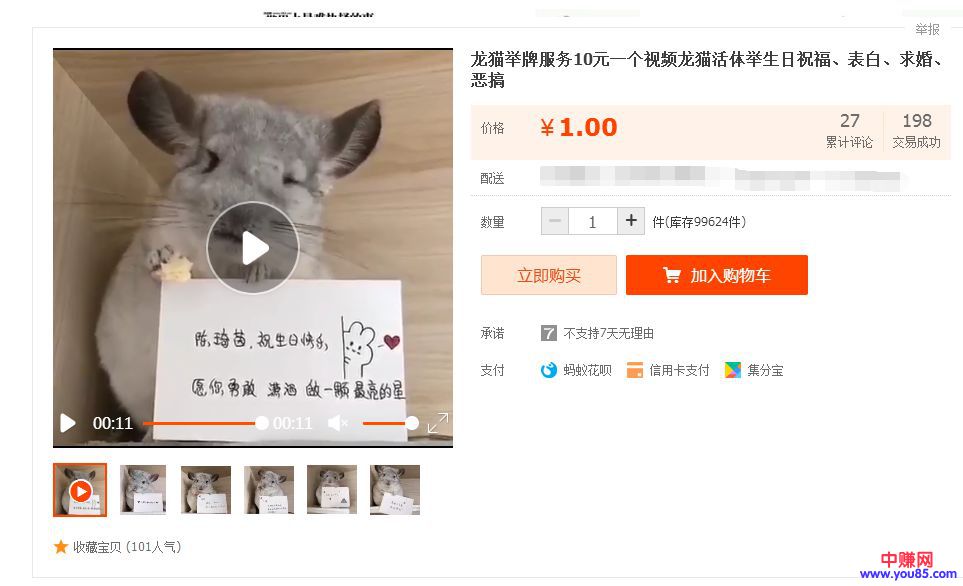 举报
龙猫举牌服务10元一个视频龙猫活体举生日祝福、表白、求婚、
恶搞
价格
¥1.00
27
累计评论
198
交易成功
配送
数量
1
件(库存99624件)
立即购买
加入购物车
承诺
7 不支持7天无理由
支付
蚂蚁花呗
信用卡支付
集分宝
陈琦茵,祝生日快乐,
愿你勇敢 潇洒 做一颗最亮的星
00:11
00:11
收藏宝贝 (101人气)
中赚网
www.you85.com